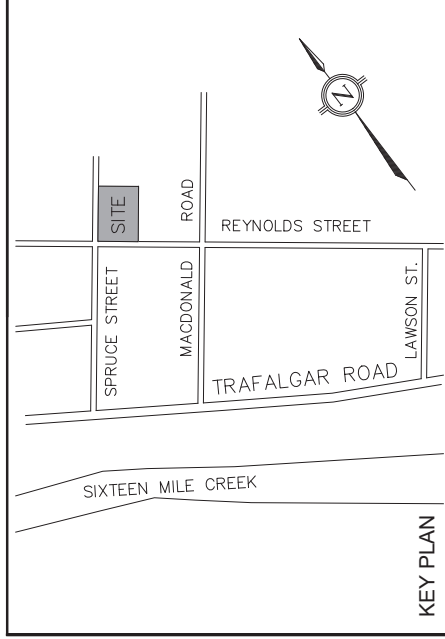 SITE
MACDONALD ROAD
REYNOLDS STREET
SPRUCE STREET
LAWSON ST.
TRAFALGAR ROAD
SIXTEEN MILE CREEK
KEY PLAN
N